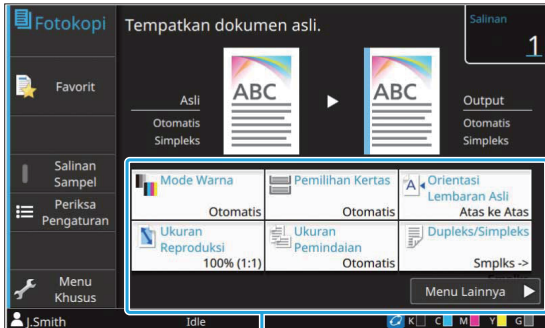 Fotokopi
Tempatkan dokumen asli.
Salinan
1
Favorit
Asli
Otomatis
Simpleks
ABC
ABC
Output
Otomatis
Simpleks
Salinan
Sampel
Periksa
Pengaturan
Menu
Khusus
Mode Warna
Otomatis
Pemilihan Kertas
Otomatis
Orientasi
Lembaran Asli
Atas ke Atas
Ukuran
Reproduksi
100% (1:1)
Ukuran
Pemindaian
Otomatis
Dupleks/Simpleks
Smplks ->
Menu Lainnya
J.Smith
Idle
K C M Y G